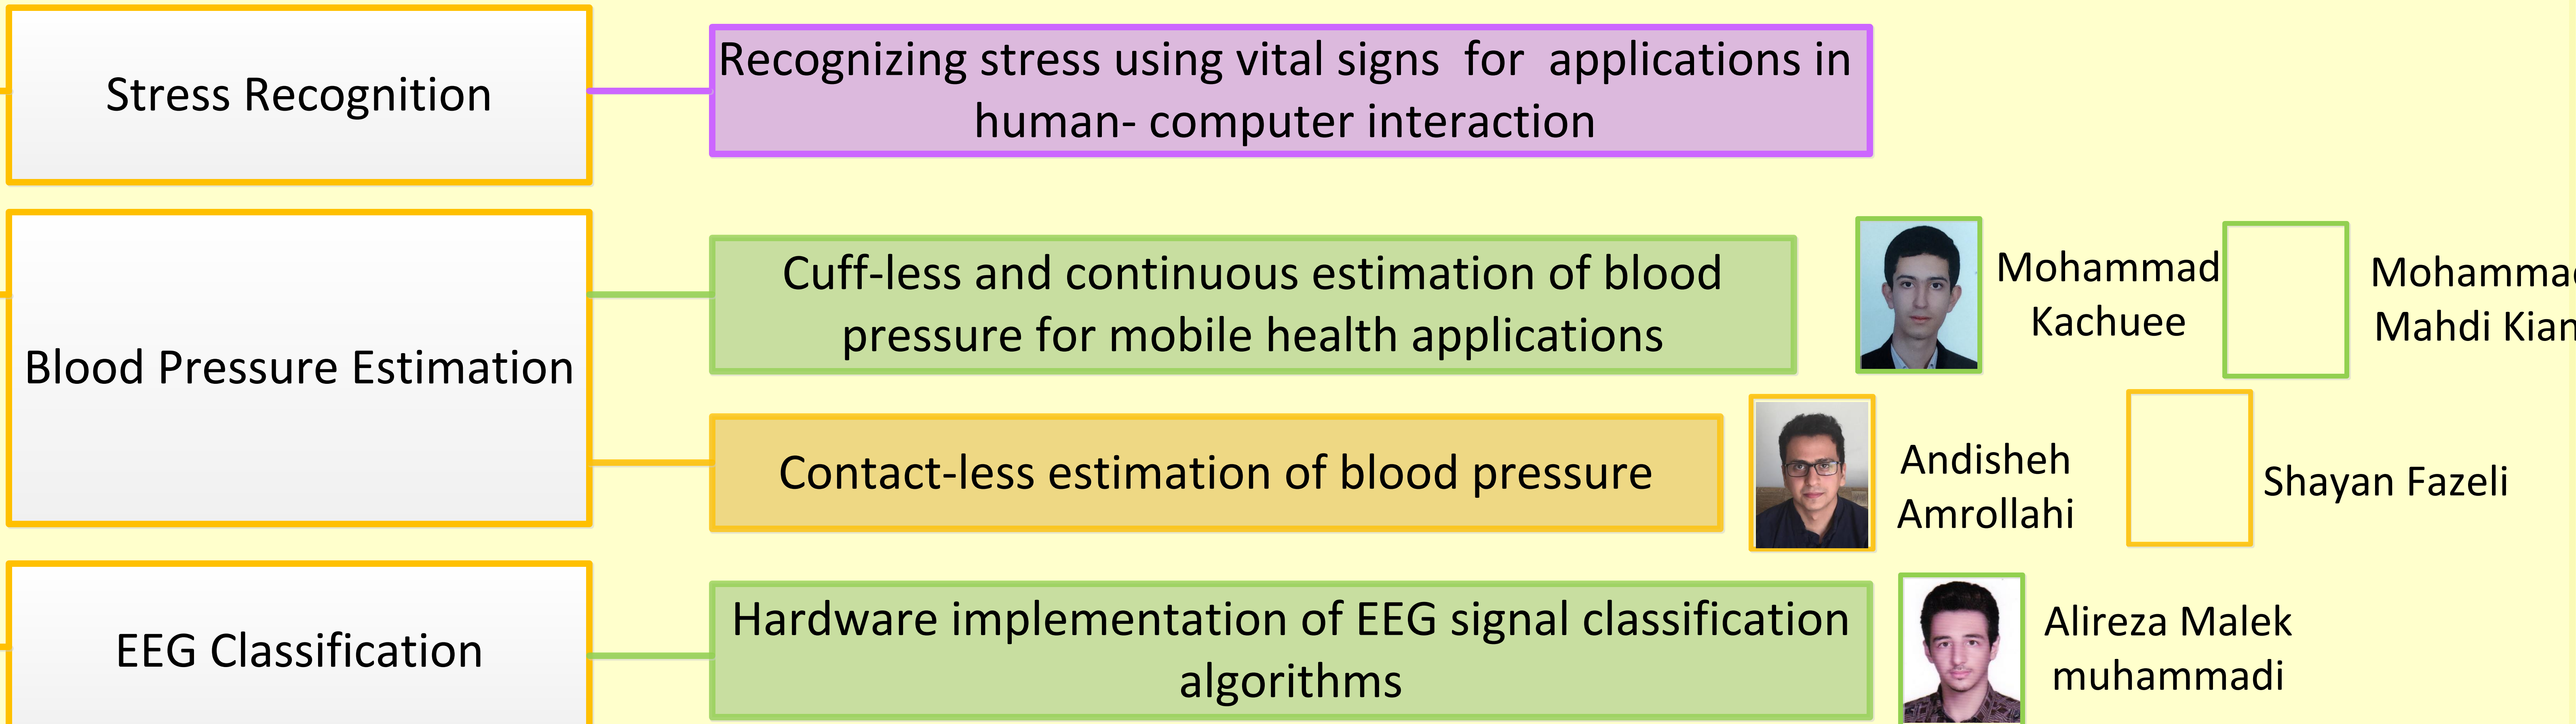 Stress Recognition
Recognizing stress using vital signs  for  applications in
human- computer interaction
Blood Pressure Estimation
Cuff-less and continuous estimation of blood
pressure for mobile health applications
Mohammad
Kachuee
Mahdi
Contact-less estimation of blood pressure
Andisheh
Amrollahi
Shayan Fazeli
EEG Classification
Hardware implementation of EEG signal classification
algorithms
Alireza Malek
muhammadi